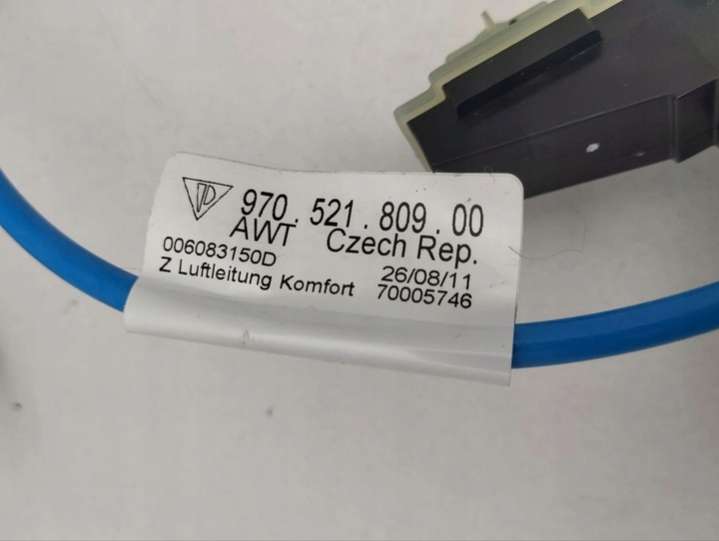 970.521.809.00
AWT Czech Rep.
006083150D 26/08/11
Z Luftleitung Komfort 70005746